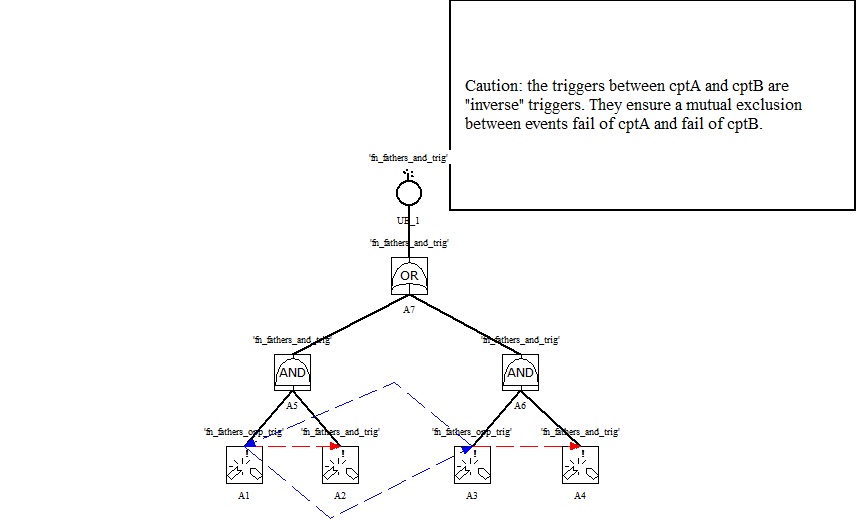 Caution: the triggers between cptA and cptB are
"inverse" triggers. They ensure a mutual exclusion
between events fail of cptA and fail of cptB.
'fn_fathers_and_trig'
UE_1
'fn_fathers_and_trig'
OR
A7
'fn_fathers_and_trig' 'fn_fathers_and_trig'
AND AND
A5 A6
'fn_fathers_opp_trig' 'fn_fathers_and_trig' 'fn_fathers_opp_trig' 'fn_fathers_and_trig'
! ! ! !
A1 A2 A3 A4